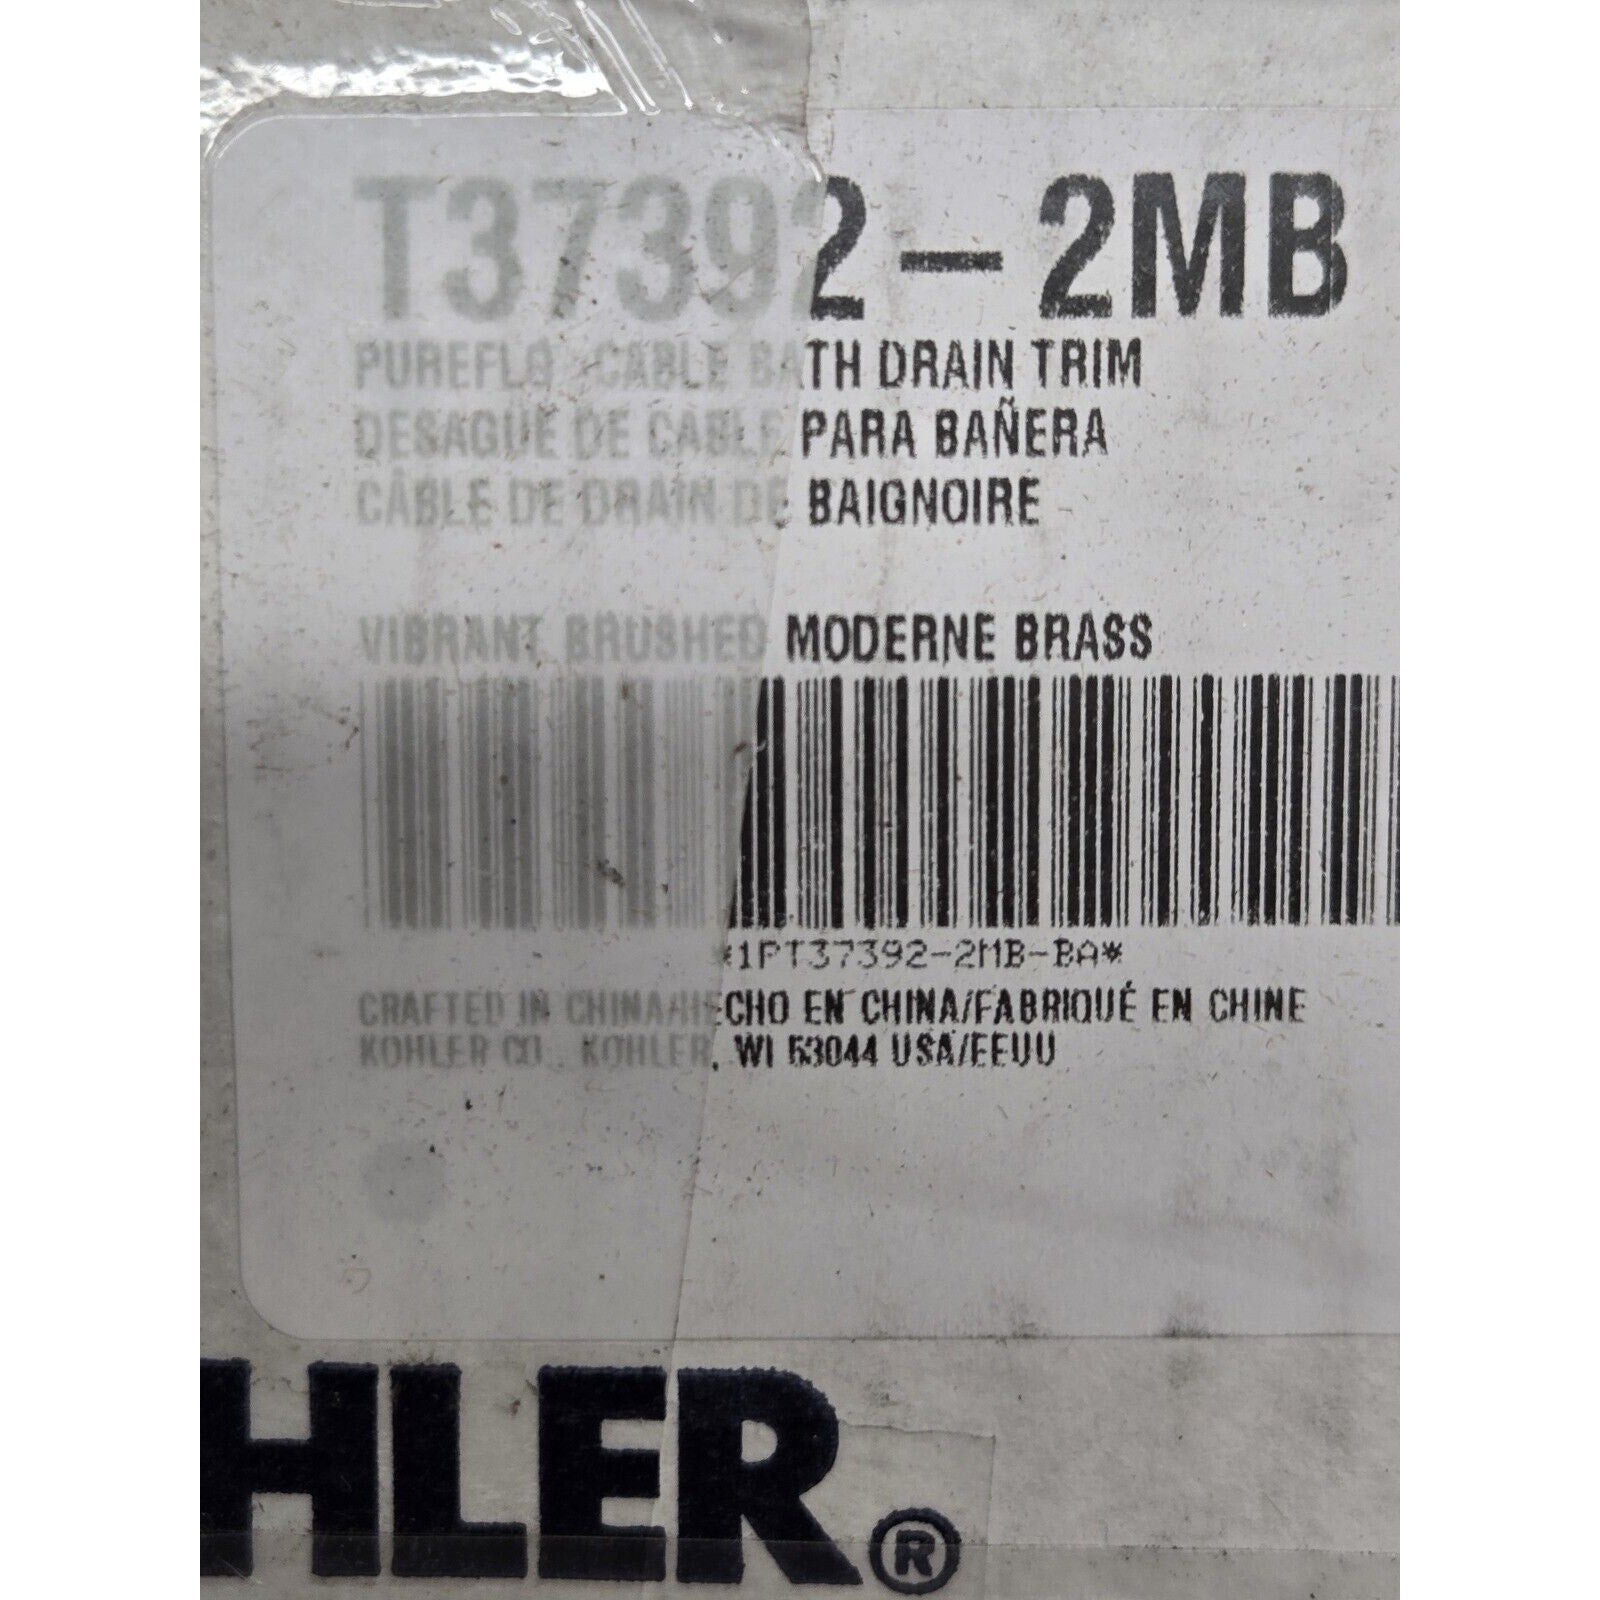 T37392-2MB
PUREFLO CABLE BATH DRAIN TRIM
DESAGÜE DE CABLE PARA BAÑERA
CÂBLE DE DRAIN DE BAIGNOIRE
VIBRANT BRUSHED MODERNE BRASS
*1PT37392-2MB-BA*
CRAFTED IN CHINA/HECHO EN CHINA/FABRIQUÉ EN CHINE
KOHLER CO., KOHLER, WI 53044 USA/EEUU
HLER®